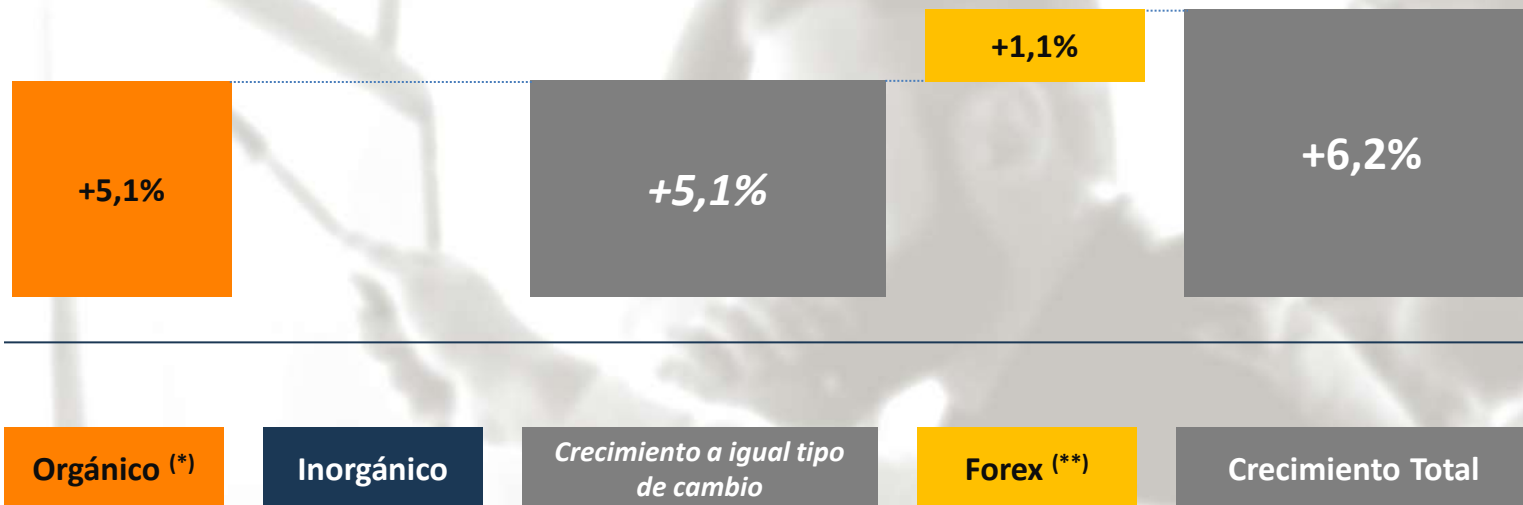 +1,1%
+5,1%
+5,1%
+6,2%
Orgánico (*)
Inorgánico
Crecimiento a igual tipo
de cambio
Forex (**)
Crecimiento Total